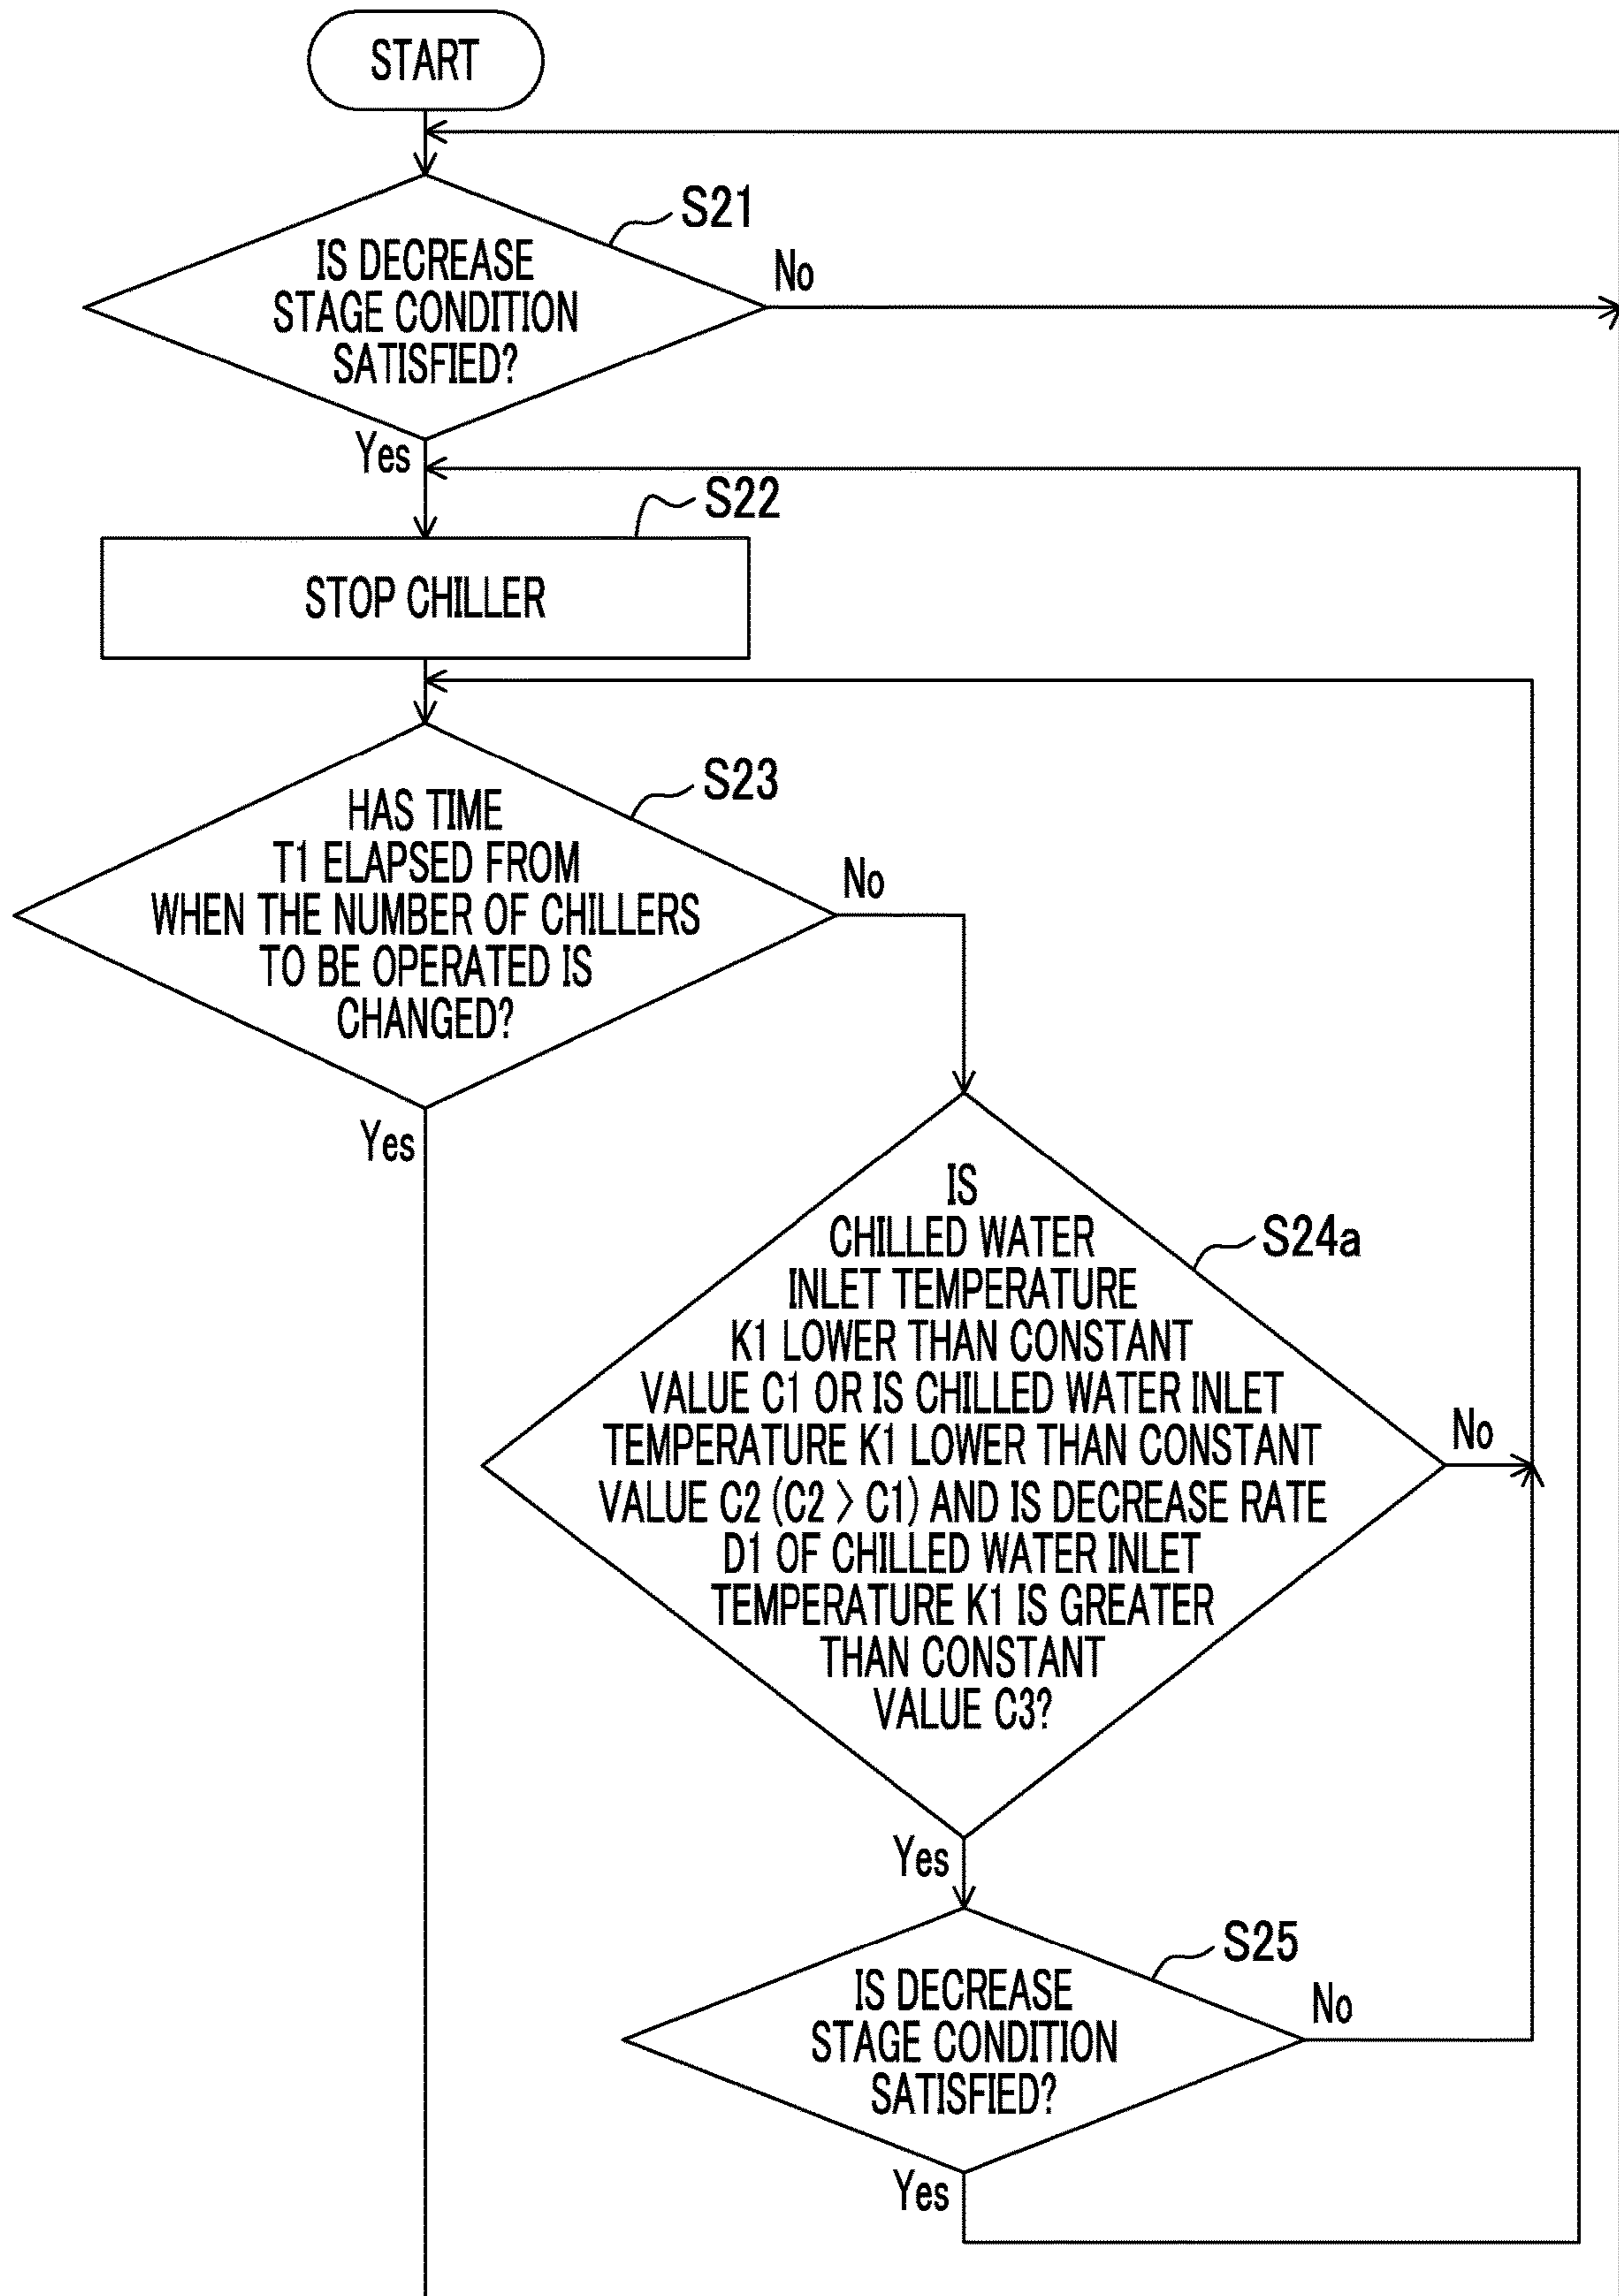 START
S21
IS DECREASE
STAGE CONDITION
SATISFIED?
No
Yes
S22
STOP CHILLER
S23
HAS TIME
T1 ELAPSED FROM
WHEN THE NUMBER OF CHILLERS
TO BE OPERATED IS
CHANGED?
No
Yes
IS
CHILLED WATER
INLET TEMPERATURE
K1 LOWER THAN CONSTANT
VALUE C1 OR IS CHILLED WATER INLET
TEMPERATURE K1 LOWER THAN CONSTANT
VALUE C2 (C2 > C1) AND IS DECREASE RATE
D1 OF CHILLED WATER INLET
TEMPERATURE K1 IS GREATER
THAN CONSTANT
VALUE C3?
S24a
No
Yes
S25
IS DECREASE
STAGE CONDITION
SATISFIED?
No
Yes